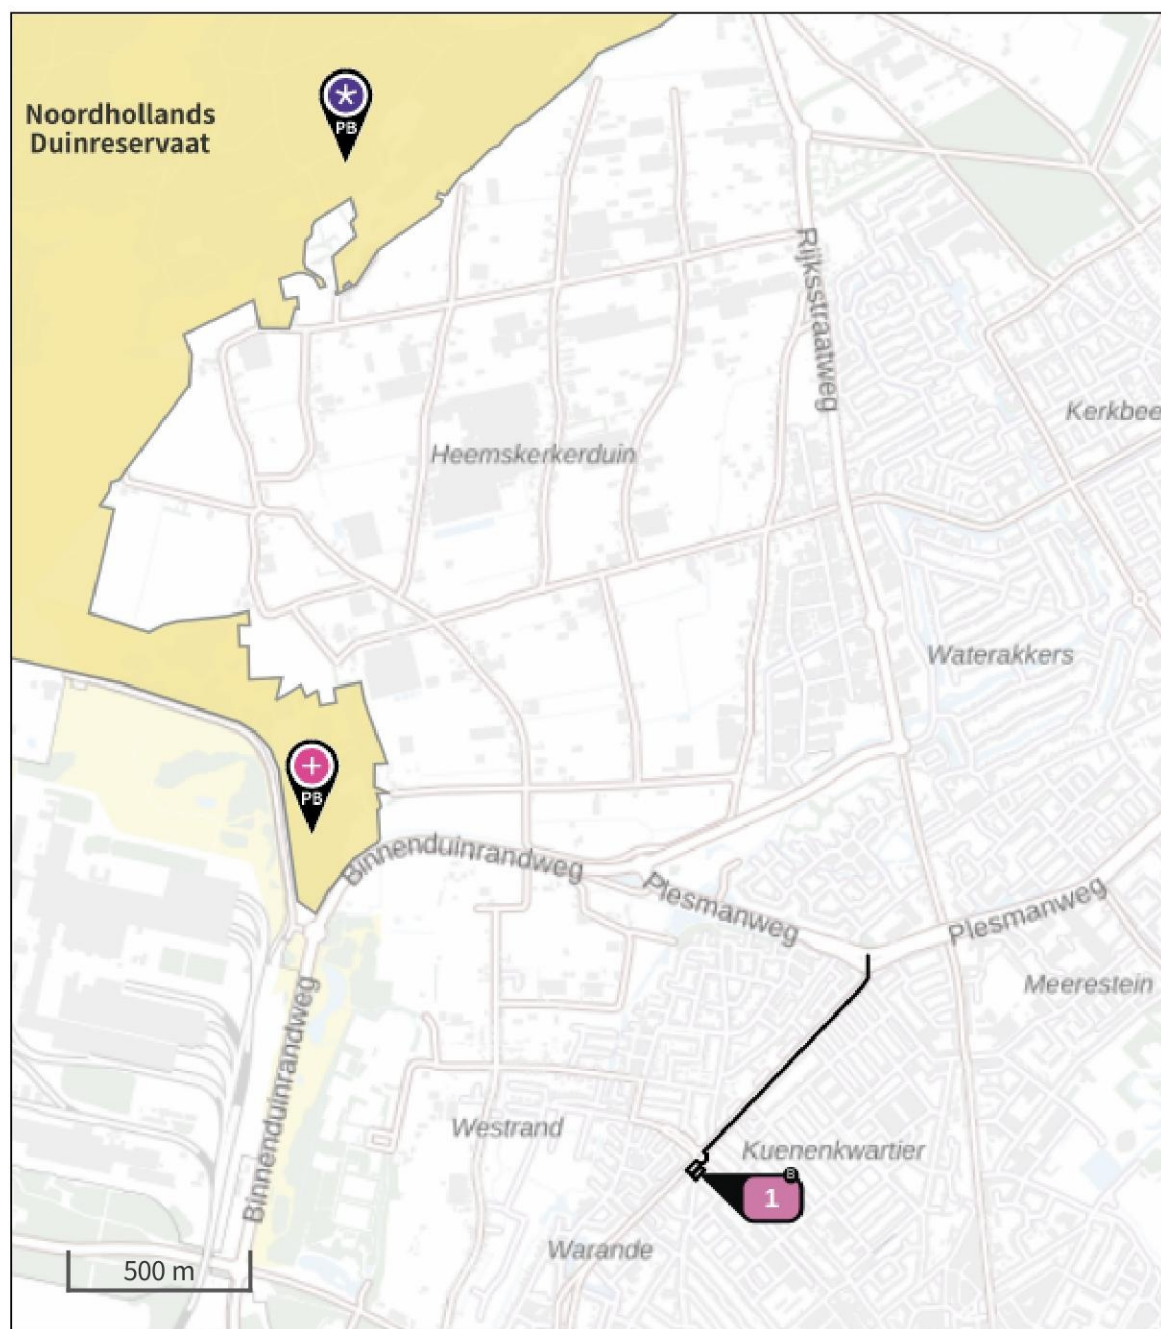 Noordhollands
Duinreservaat
PB
Rijksstraatweg
Kerkbee
Heemskerkerduin
Waterakkers
PB
Binnenduinrandweg
Plesmanweg
Plesmanweg
Meerestein
Binnenduinrandweg
Westrand
Kuenenkwartier
B
1
Warande
500 m